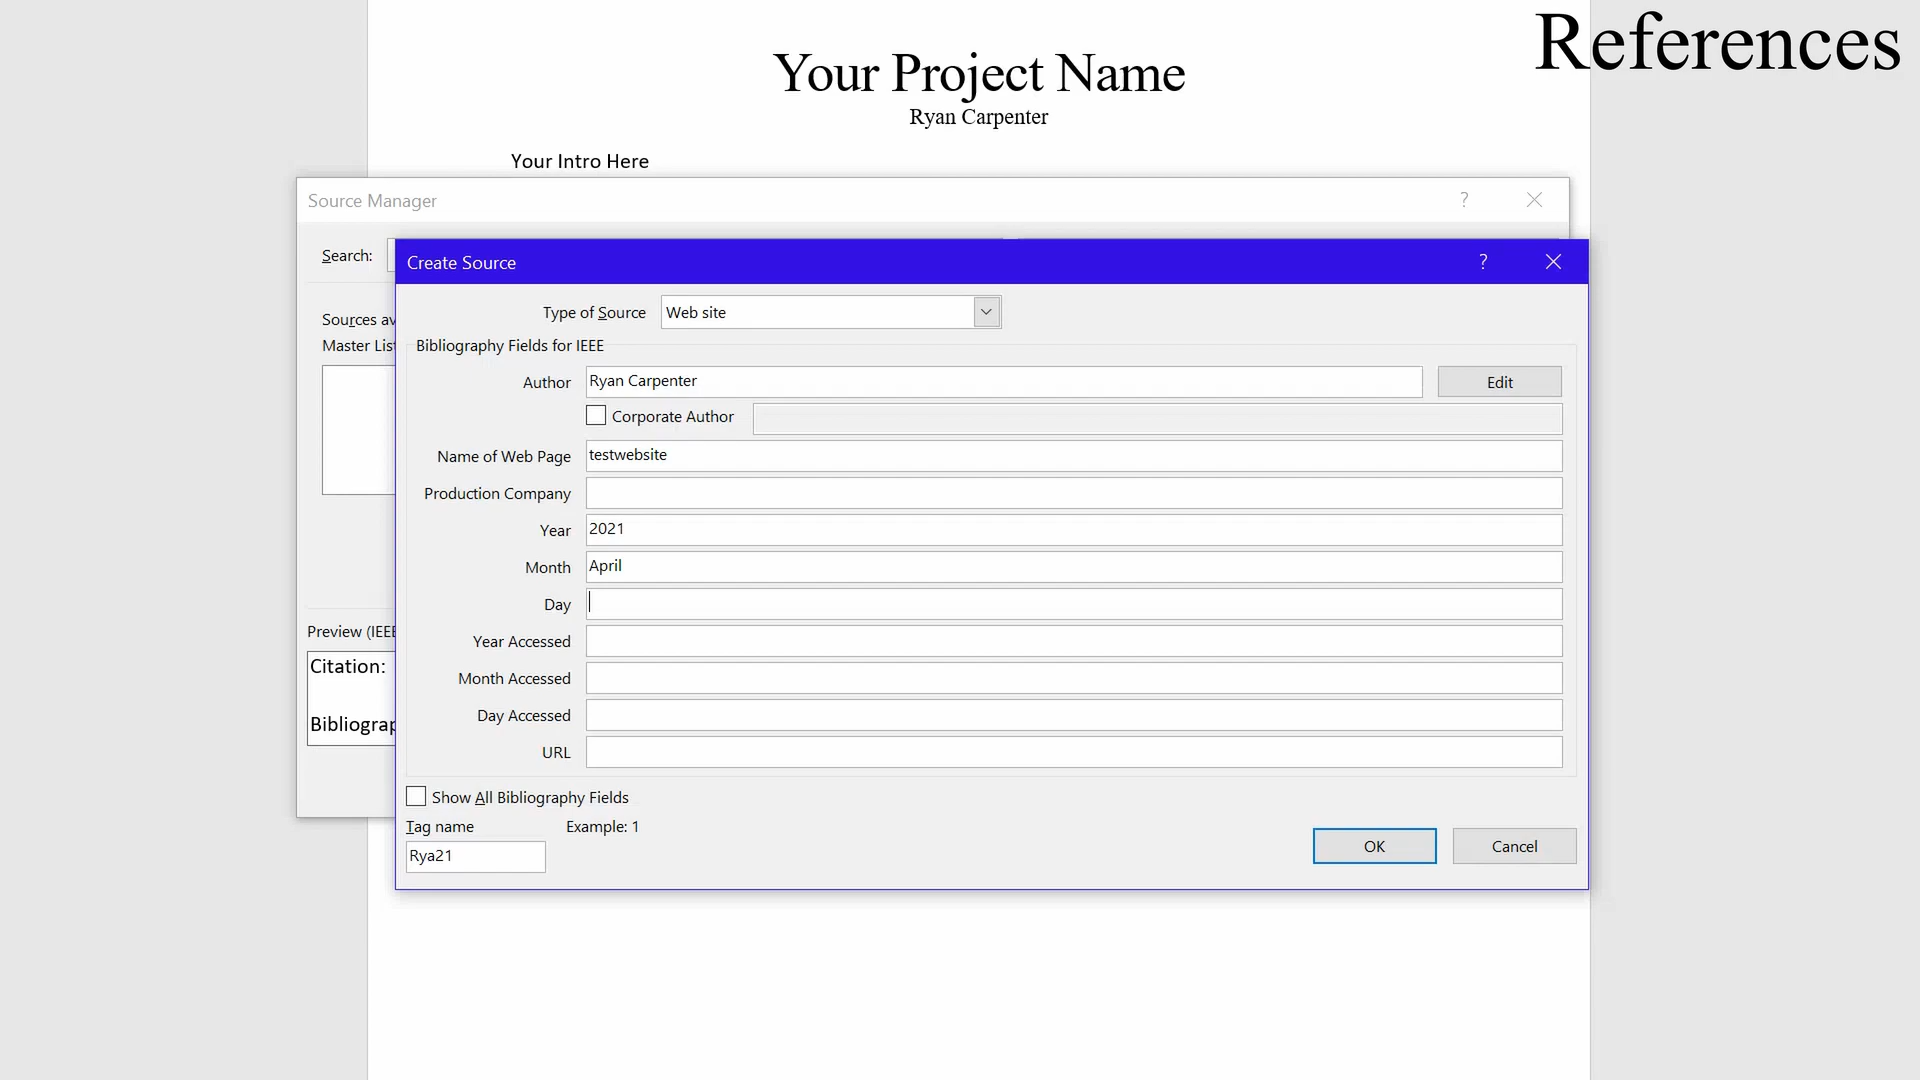 References
Your Project Name
Ryan Carpenter
Your Intro Here
Source Manager
?
Search:
Create Source
?
Type of Source Web site
Sources av
Master Lis
Bibliography Fields for IEEE
Author Ryan Carpenter Edit
Corporate Author
Name of Web Page testwebsite
Production Company
Year 2021
Month April
Day
Year Accessed
Preview (IEEE
Citation:
Month Accessed
Day Accessed
Bibliograp
URL
Show All Bibliography Fields
Tag name Example: 1
Rya21
OK Cancel